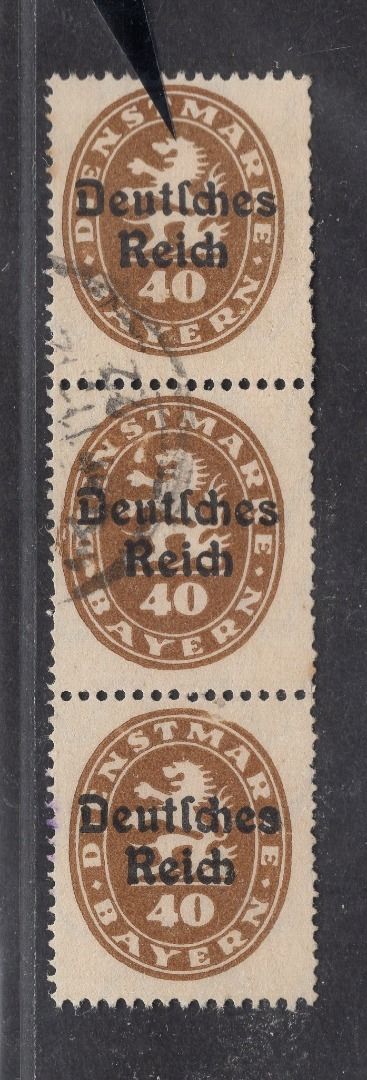 DIENSTMARKE
Deutſches
Reich
40
BAYERN
DIENSTMARKE
Deutſches
Reich
40
BAYERN
DIENSTMARKE
Deutſches
Reich
40
BAYERN